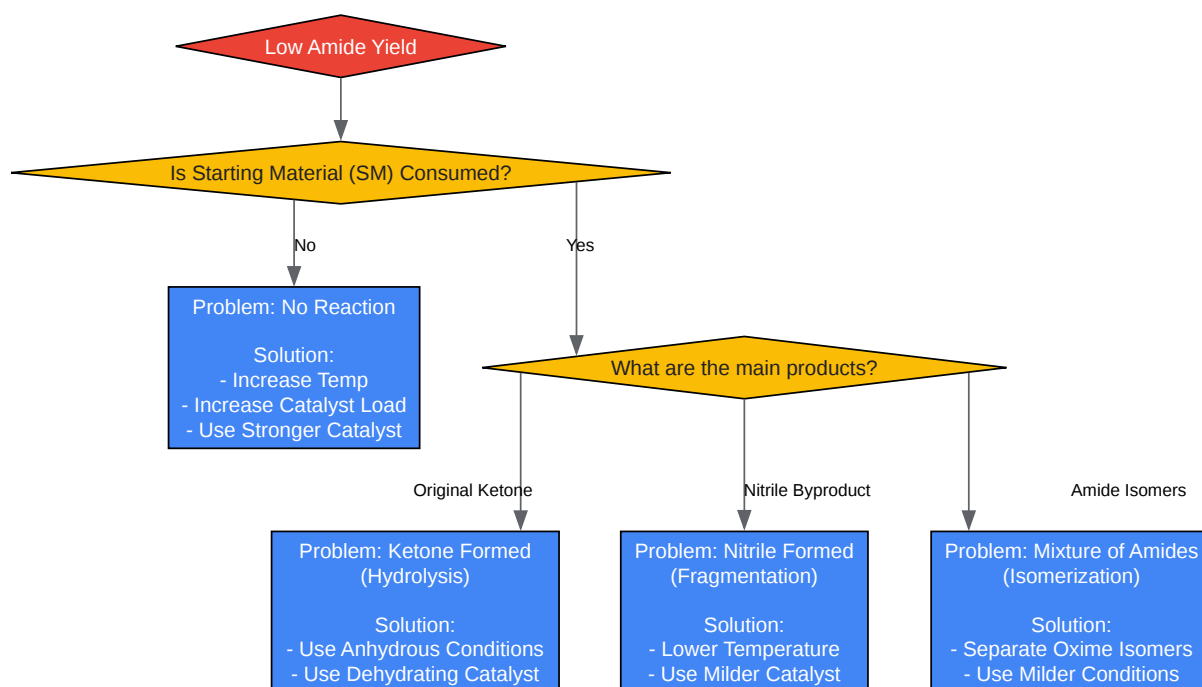 Low Amide Yield
Is Starting Material (SM) Consumed?
No
Yes
Problem: No Reaction
Solution:
- Increase Temp
- Increase Catalyst Load
- Use Stronger Catalyst
What are the main products?
Original Ketone
Nitrile Byproduct
Amide Isomers
Problem: Ketone Formed
(Hydrolysis)
Solution:
- Use Anhydrous Conditions
- Use Dehydrating Catalyst
Problem: Nitrile Formed
(Fragmentation)
Solution:
- Lower Temperature
- Use Milder Catalyst
Problem: Mixture of Amides
(Isomerization)
Solution:
- Separate Oxime Isomers
- Use Milder Conditions